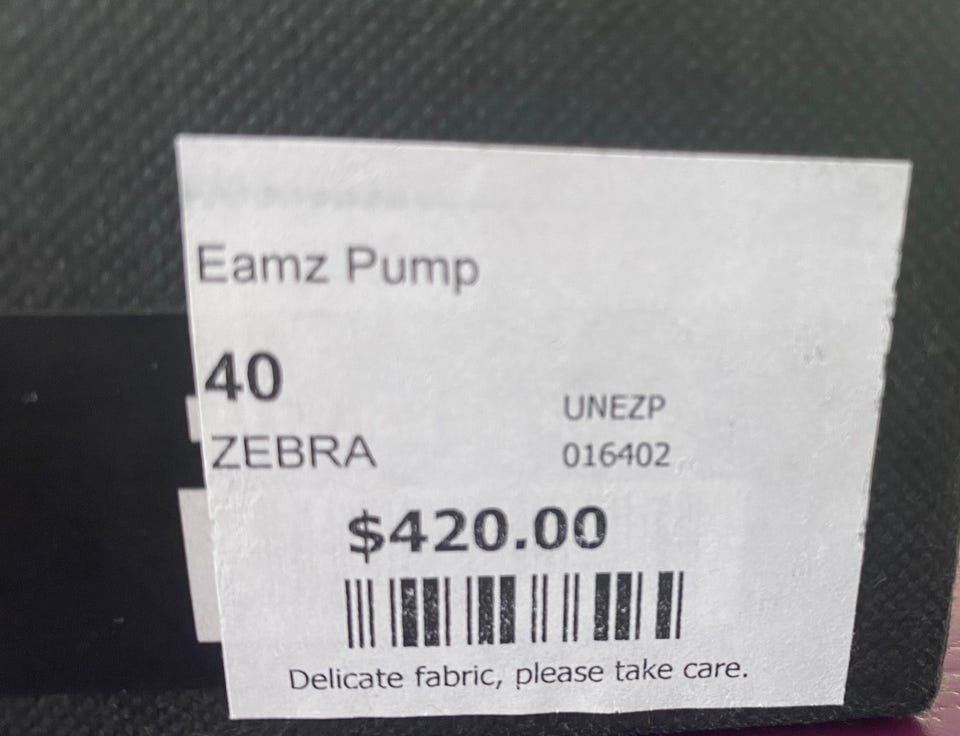 Eamz Pump
40
ZEBRA
UNEZP
016402
$420.00
Delicate fabric, please take care.